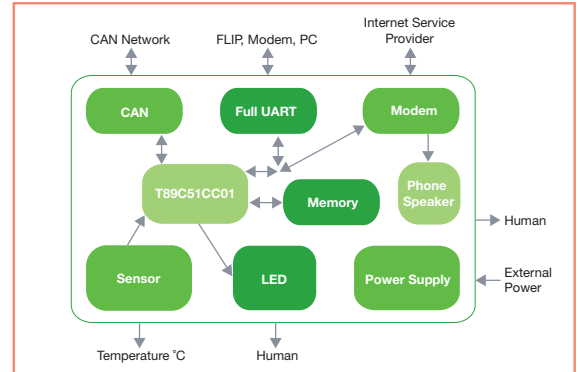 CAN Network
FLIP, Modem, PC
Internet Service
Provider
CAN
Full UART
Modem
T89C51CC01
Memory
Phone
Speaker
Human
Sensor
LED
Power Supply
External
Power
Temperature °C
Human